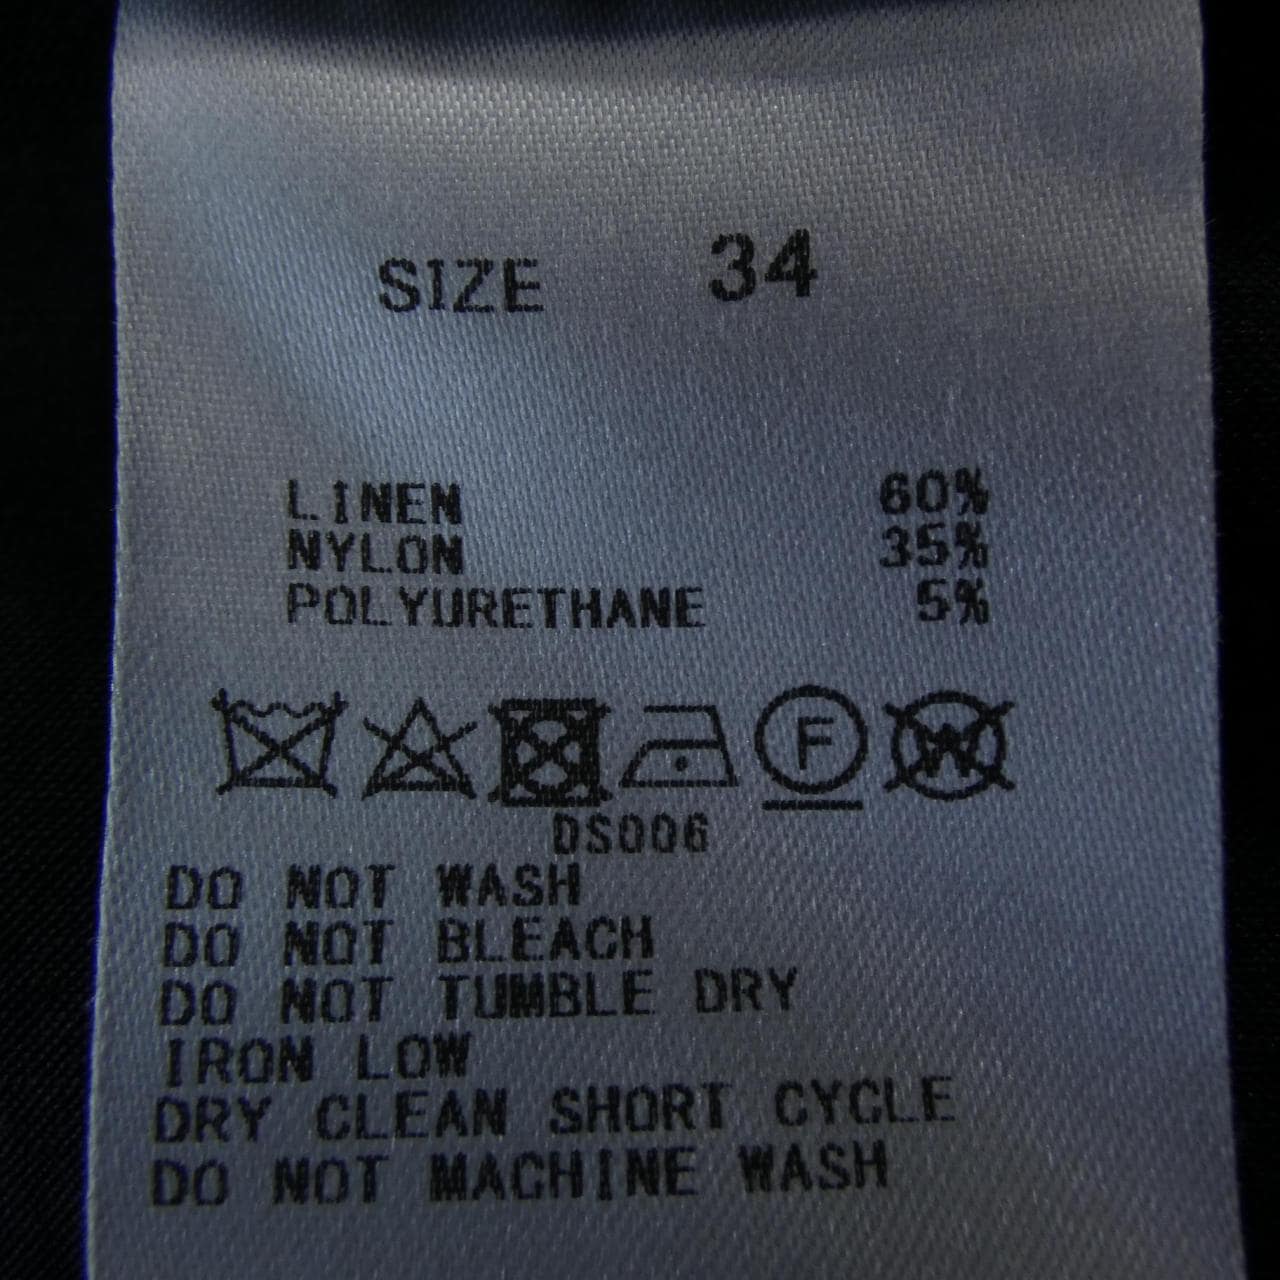 SIZE 34
LINEN 60%
NYLON 35%
POLYURETHANE 5%
F W
DS006
DO NOT WASH
DO NOT BLEACH
DO NOT TUMBLE DRY
IRON LOW
DRY CLEAN SHORT CYCLE
DO NOT MACHINE WASH